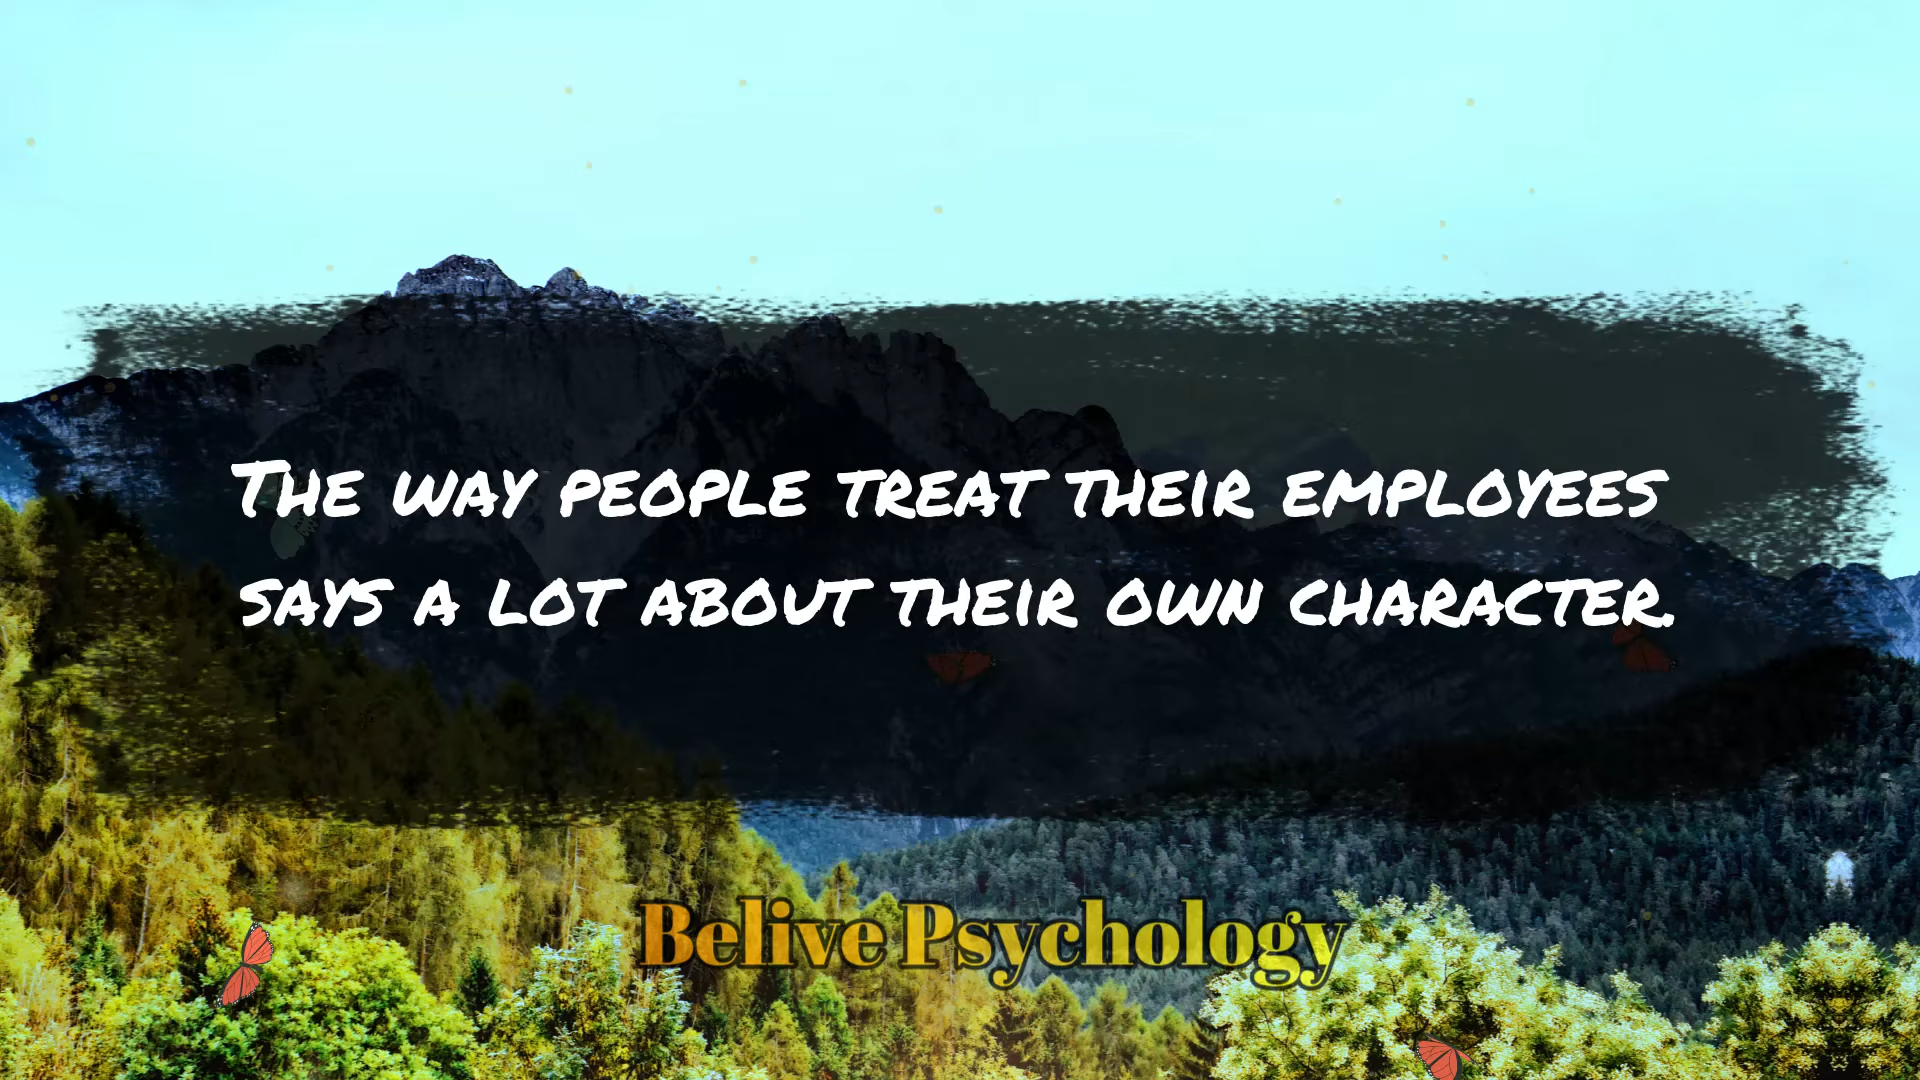 The way people treat their employees
says a lot about their own character.
Belive Psychology